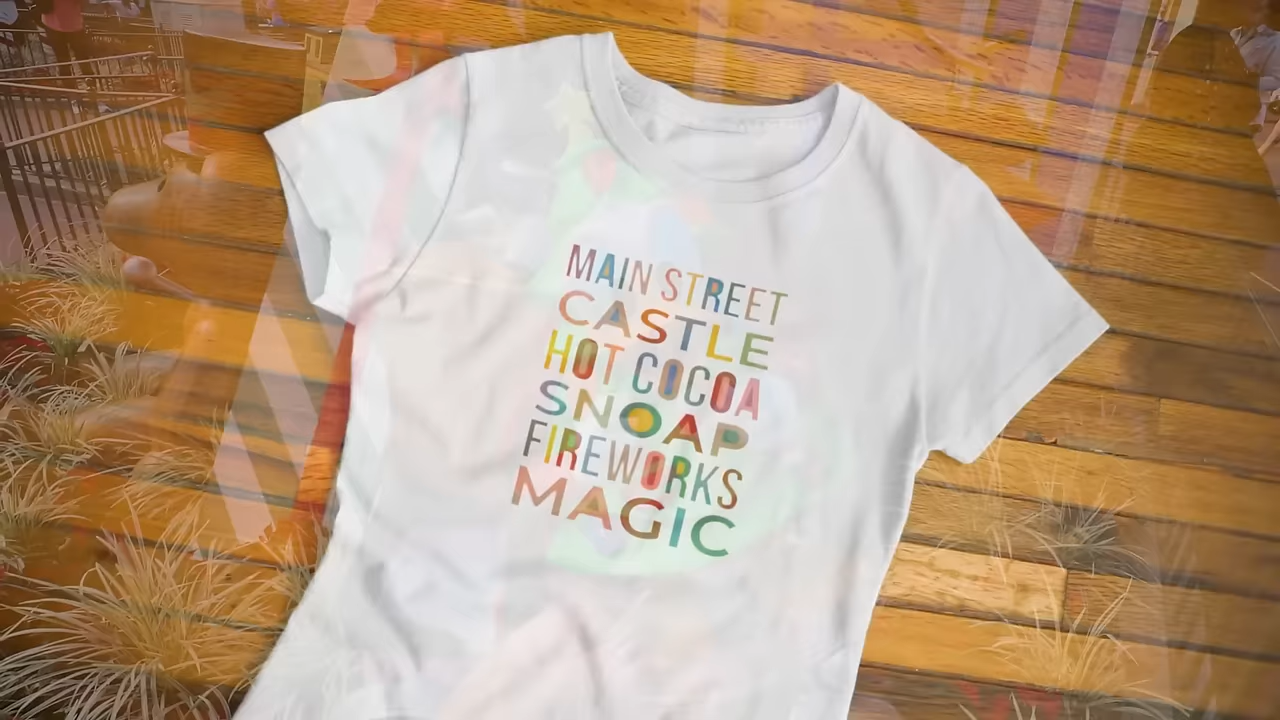 MAIN STREET
CASTLE
HOT COCOA
SNOAP
FIREWORKS
MAGIC